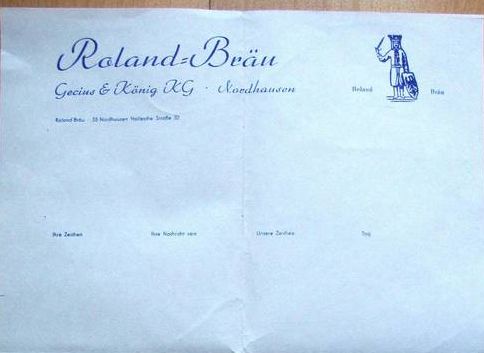 Roland=Bräu
Gecius & König KG · Nordhausen
Roland Bräu
Roland-Bräu 55 Nordhausen Hallesche Straße
Ihre Zeichen Ihre Nachricht vom Unsere Zeichen Tag